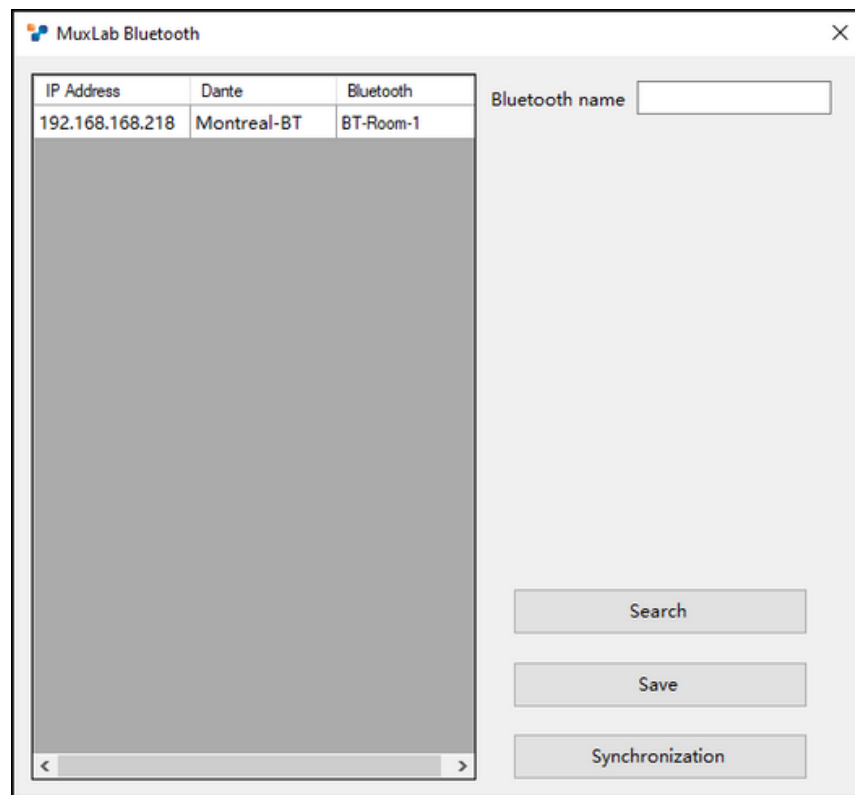 MuxLab Bluetooth
IP Address Dante Bluetooth
192.168.168.218 Montreal-BT BT-Room-1
Bluetooth name
Search
Save
Synchronization